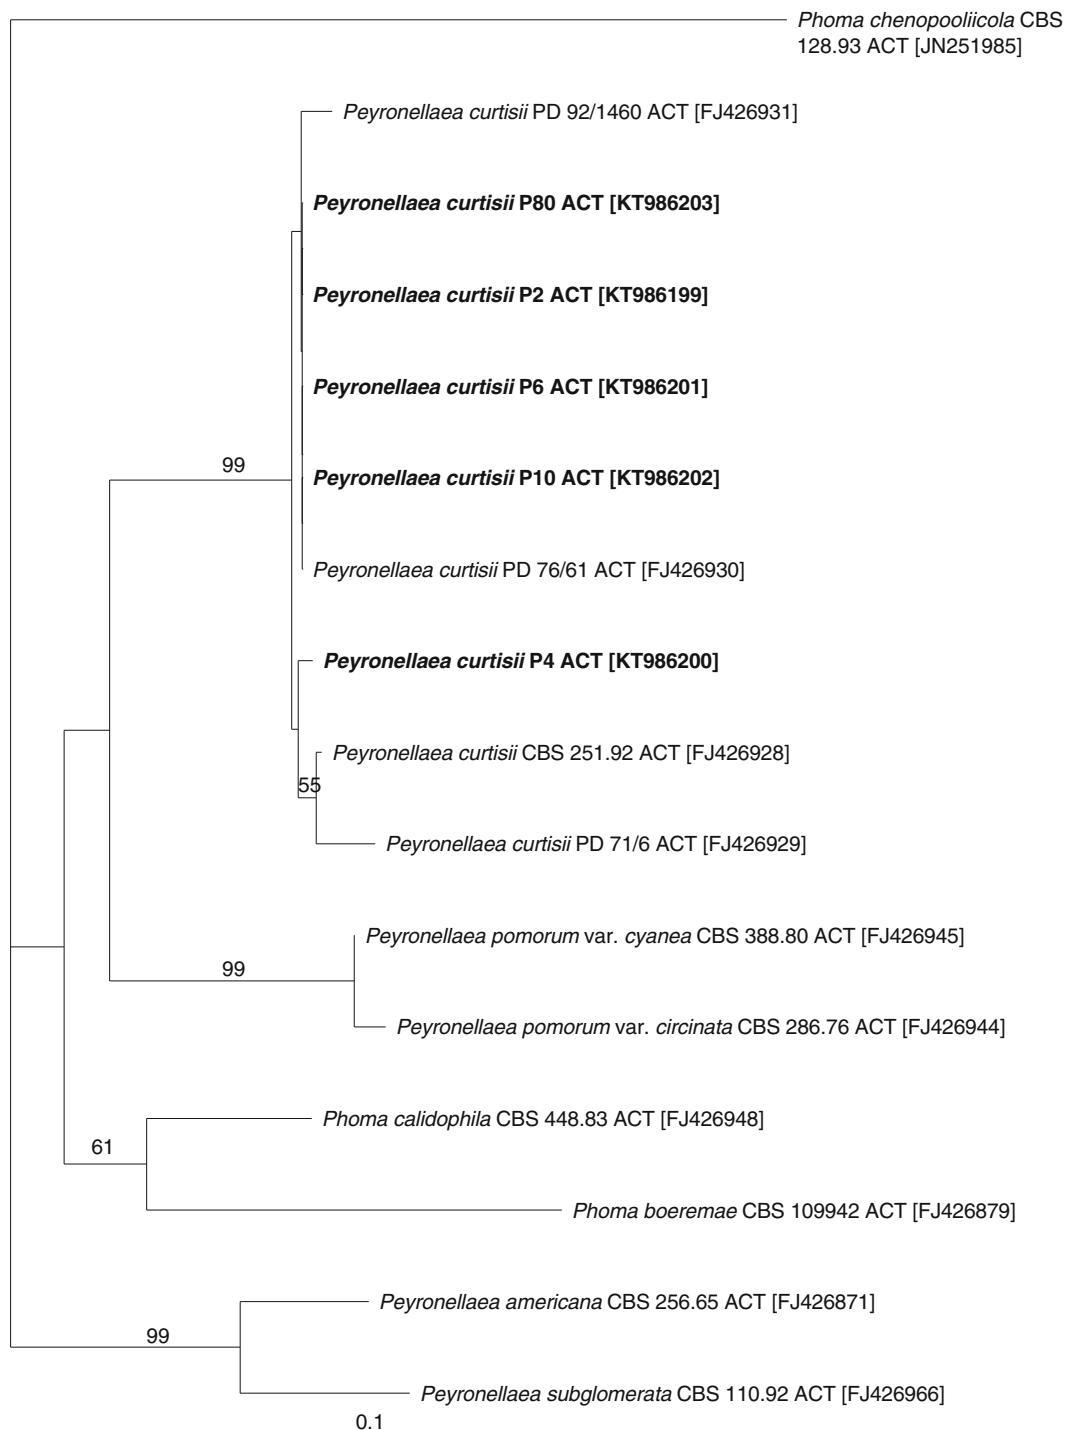 Phoma chenopooliicola CBS
128.93 ACT [JN251985]
Peyronellaea curtisii PD 92/1460 ACT [FJ426931]
Peyronellaea curtisii P80 ACT [KT986203]
Peyronellaea curtisii P2 ACT [KT986199]
Peyronellaea curtisii P6 ACT [KT986201]
99
Peyronellaea curtisii P10 ACT [KT986202]
Peyronellaea curtisii PD 76/61 ACT [FJ426930]
Peyronellaea curtisii P4 ACT [KT986200]
Peyronellaea curtisii CBS 251.92 ACT [FJ426928]
55
Peyronellaea curtisii PD 71/6 ACT [FJ426929]
Peyronellaea pomorum var. cyanea CBS 388.80 ACT [FJ426945]
99
Peyronellaea pomorum var. circinata CBS 286.76 ACT [FJ426944]
Phoma calidophila CBS 448.83 ACT [FJ426948]
61
Phoma boeremae CBS 109942 ACT [FJ426879]
Peyronellaea americana CBS 256.65 ACT [FJ426871]
99
Peyronellaea subglomerata CBS 110.92 ACT [FJ426966]
0.1